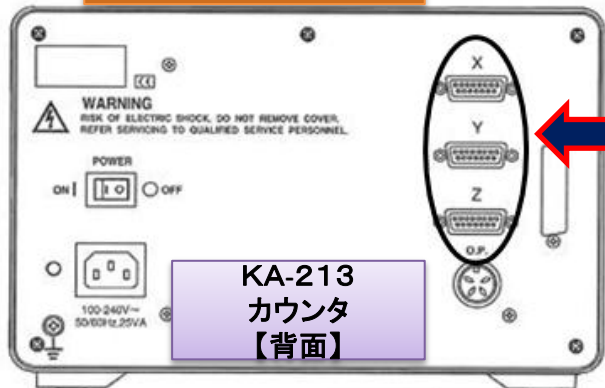 X
CE
WARNING
RISK OF ELECTRIC SHOCK, DO NOT REMOVE COVER.
REFER SERVICING TO QUALIFIED SERVICE PERSONNEL.
Y
POWER
ON I
OFF
Z
O.P.
100-240V~
50/60Hz,25VA
KA-213
カウンタ
【背面】